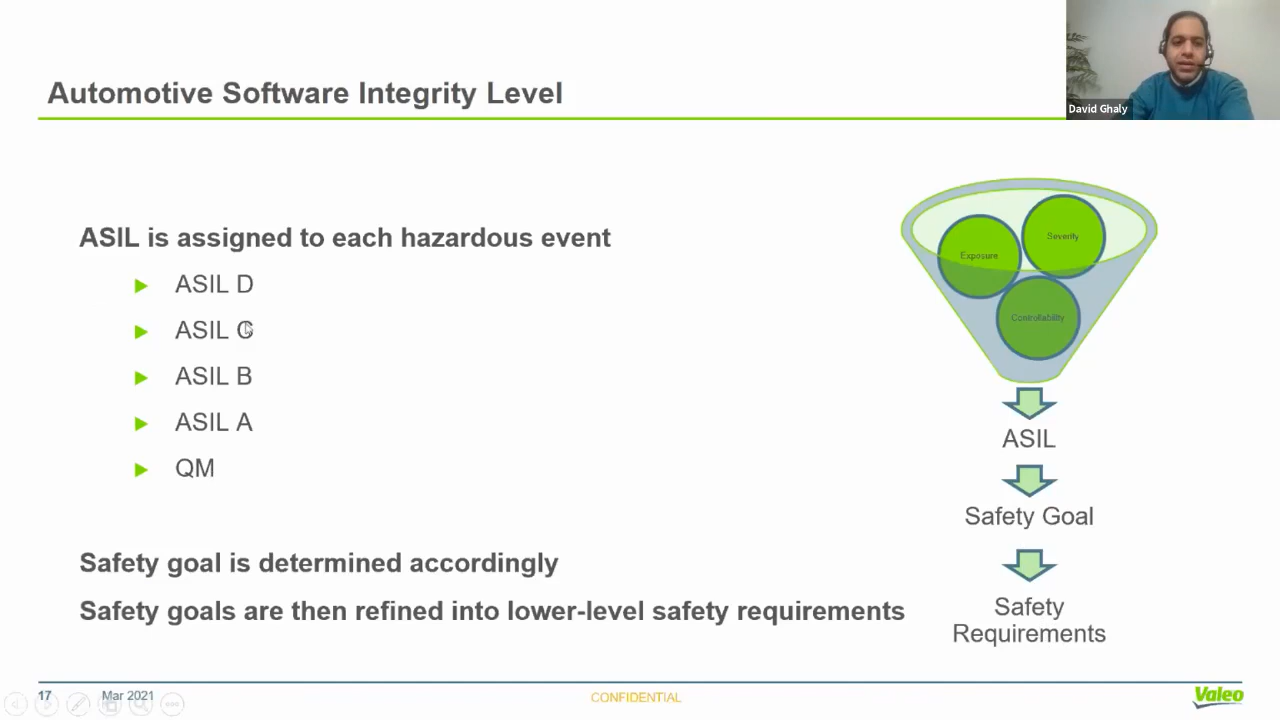 Automotive Software Integrity Level
David Ghaly
ASIL is assigned to each hazardous event
ASIL D
ASIL C
ASIL B
ASIL A
QM
Safety goal is determined accordingly
Safety goals are then refined into lower-level safety requirements
Exposure
Severity
Controllability
ASIL
Safety Goal
Safety
Requirements
17
Mar 2021
CONFIDENTIAL
Valeo